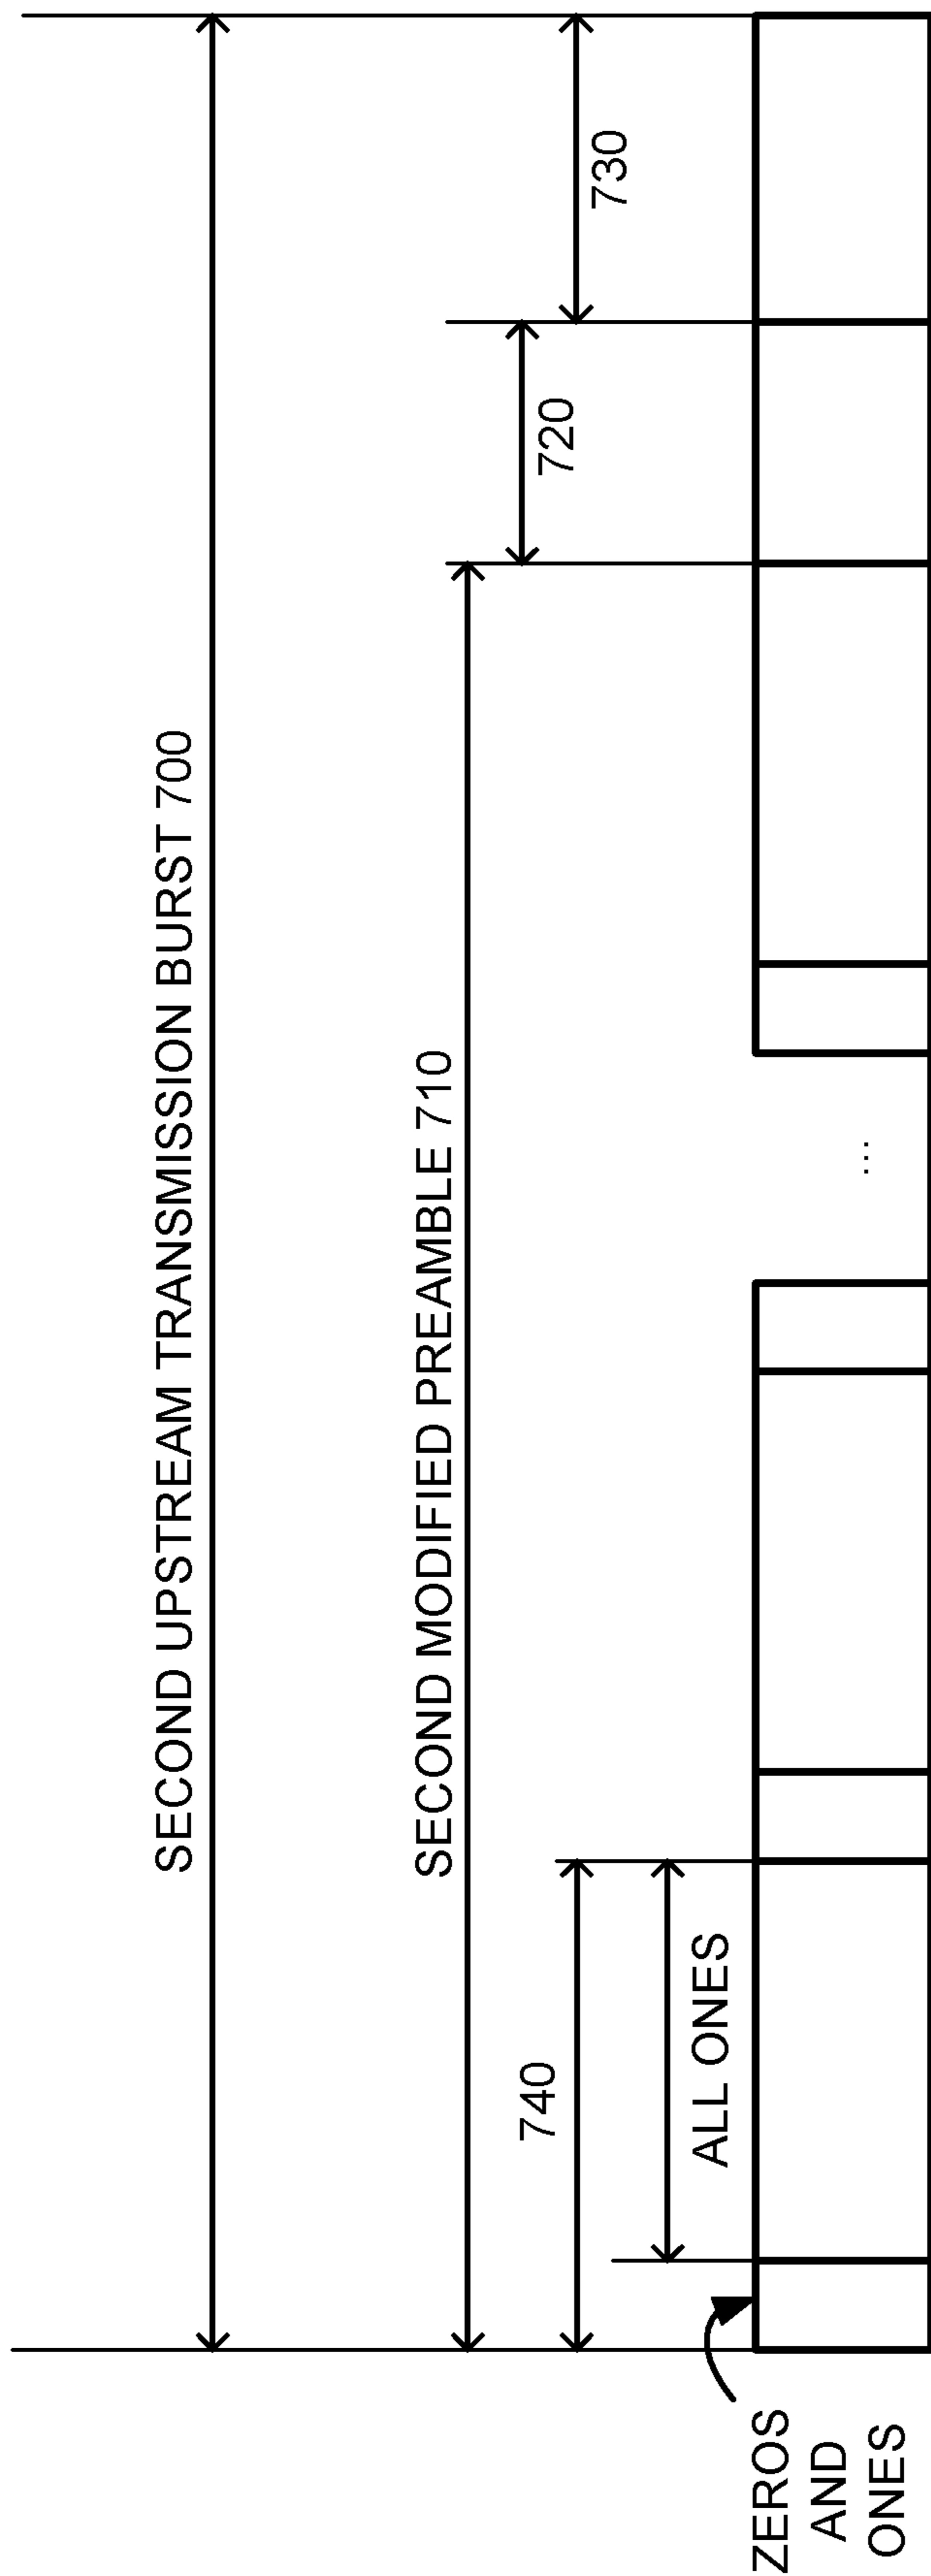 SECOND UPSTREAM TRANSMISSION BURST 700
SECOND MODIFIED PREAMBLE 710
720
730
740
ALL ONES
ZEROS
AND
ONES
...